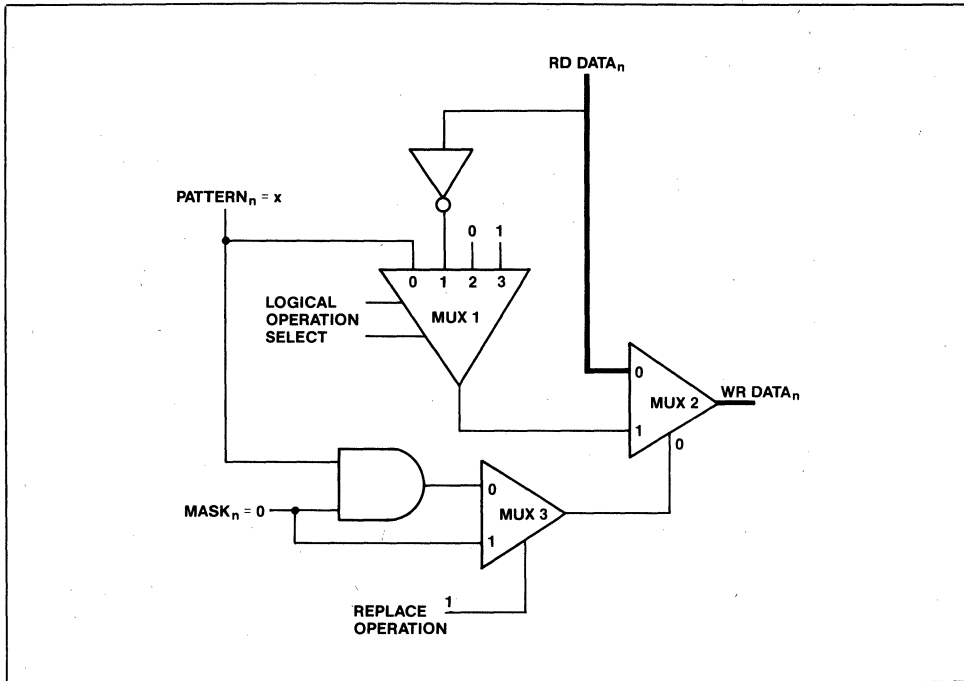 RD DATAn
PATTERNn = x
0 1
0 1 2 3
LOGICAL
OPERATION
SELECT
MUX 1
0
MUX 2
WR DATAn
1
0
0
MASKn = 0
MUX 3
1
1
REPLACE
OPERATION